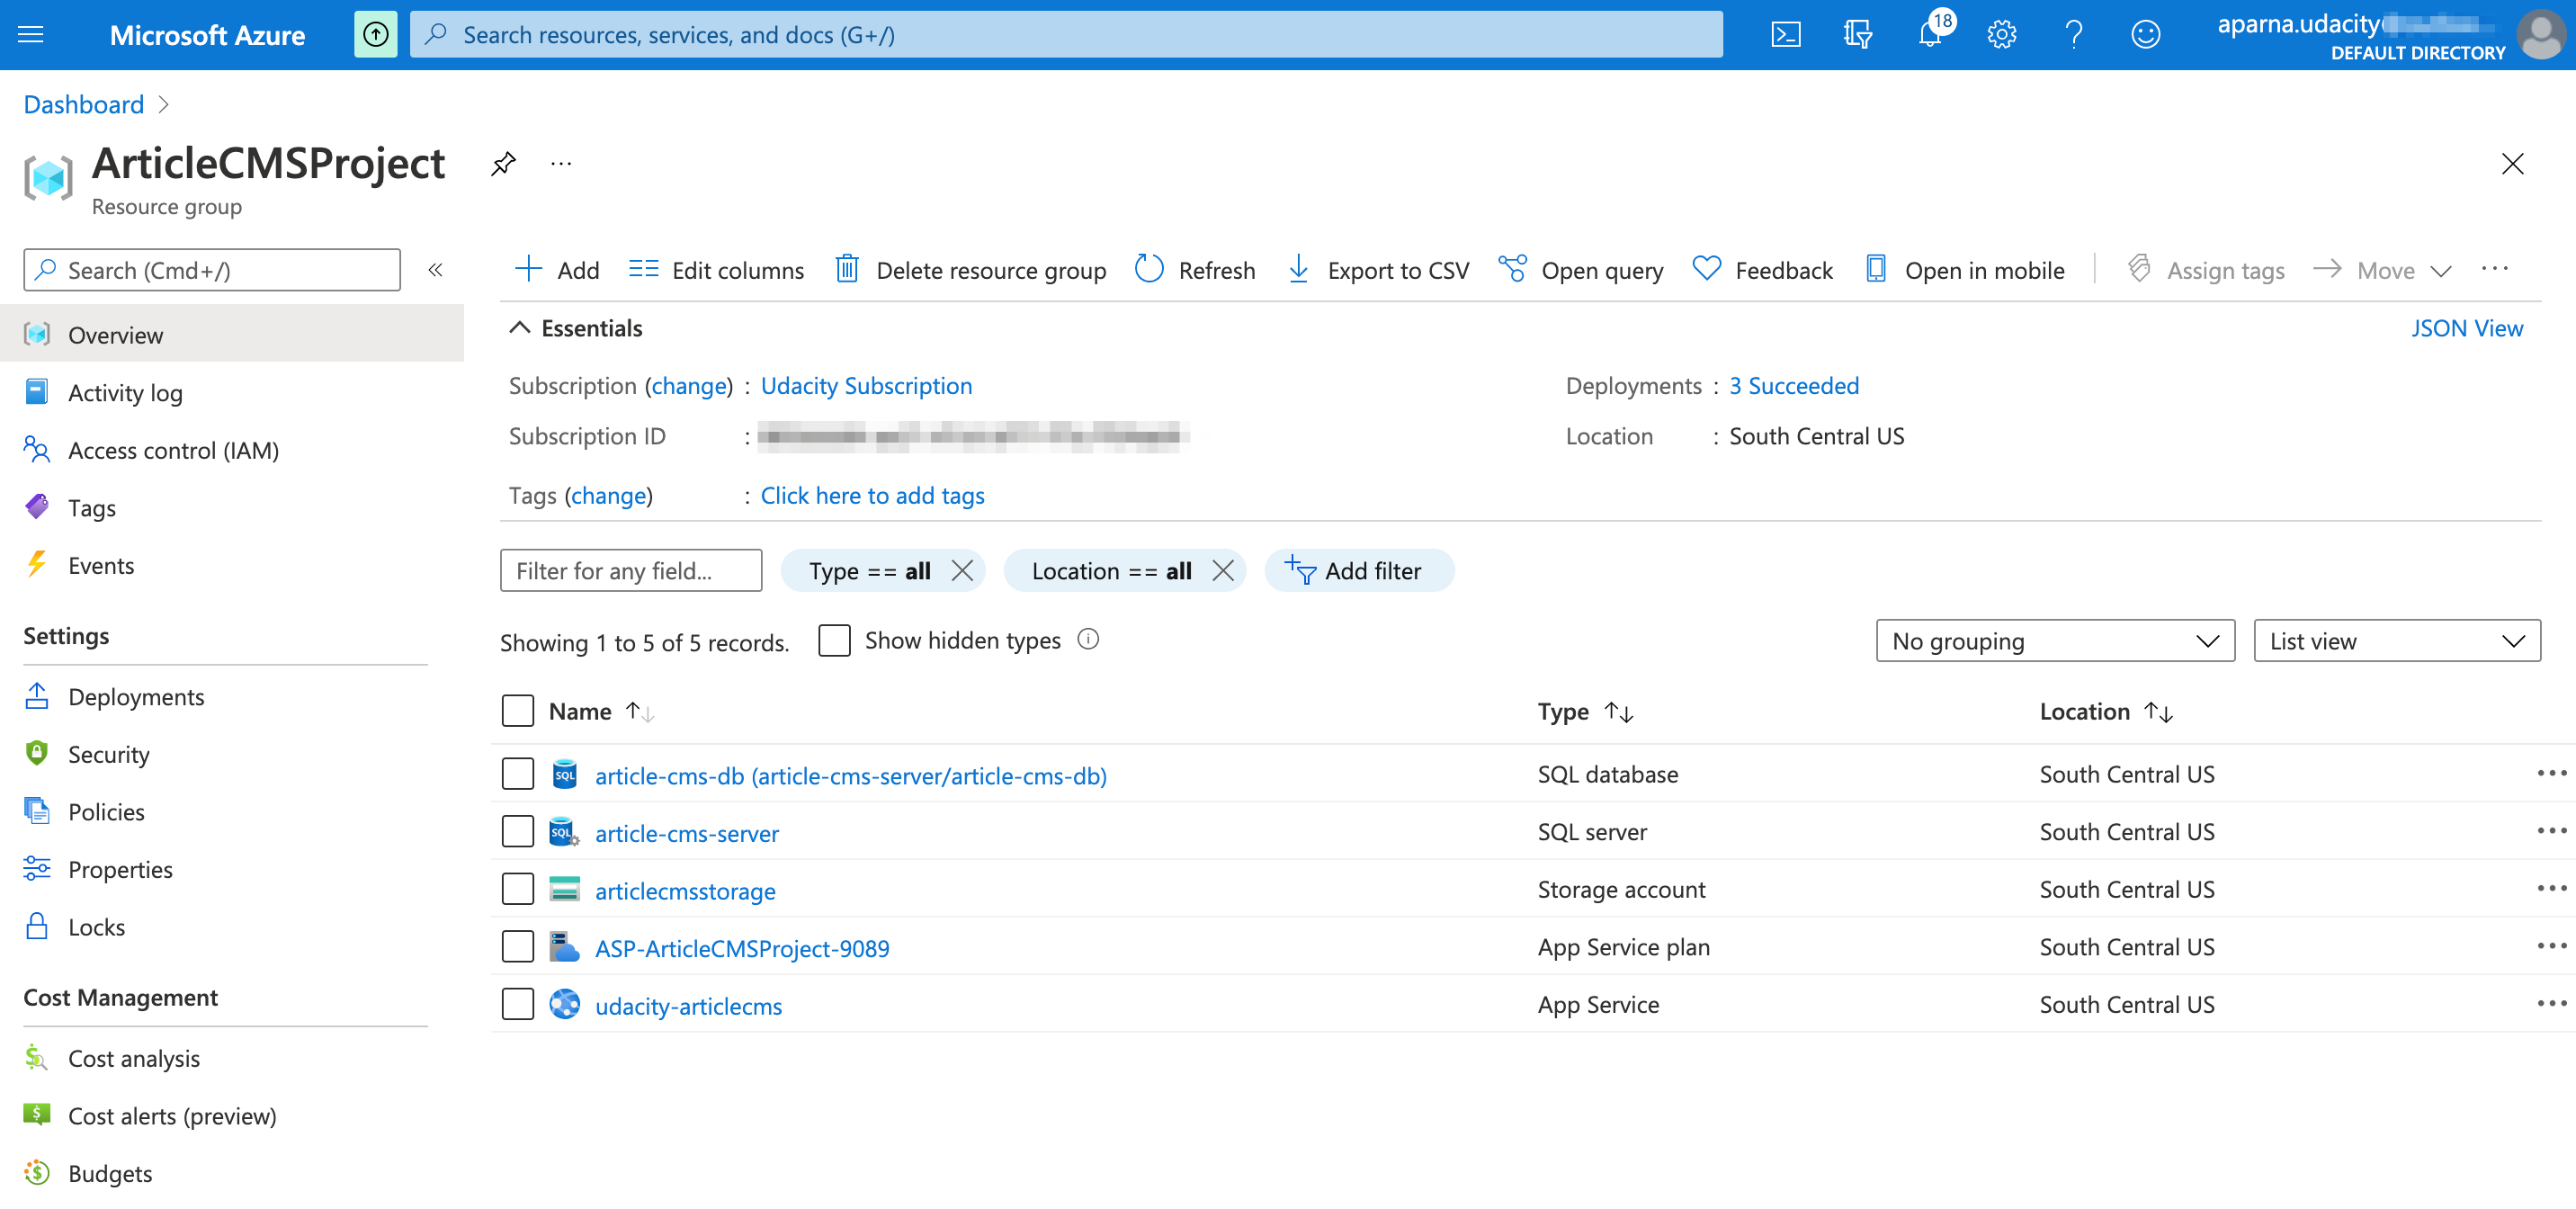 Microsoft Azure
Search resources, services, and docs (G+/)
18
aparna.udacity
DEFAULT DIRECTORY
Dashboard
ArticleCMSProject
...
Resource group
Search (Cmd+/)
«
Add
Edit columns
Delete resource group
Refresh
Export to CSV
Open query
Feedback
Open in mobile
Assign tags
Move
...
Overview
Activity log
Access control (IAM)
Tags
Events
Settings
Deployments
Security
Policies
Properties
Locks
Cost Management
Cost analysis
Cost alerts (preview)
Budgets
Essentials
JSON View
Subscription (change) : Udacity Subscription
Deployments : 3 Succeeded
Subscription ID :
Location : South Central US
Tags (change) : Click here to add tags
Filter for any field...
Type == all
Location == all
Add filter
Showing 1 to 5 of 5 records.
Show hidden types
No grouping
List view
Name Type Location
article-cms-db (article-cms-server/article-cms-db) SQL database South Central US
article-cms-server SQL server South Central US
articlecmsstorage Storage account South Central US
ASP-ArticleCMSProject-9089 App Service plan South Central US
udacity-articlecms App Service South Central US